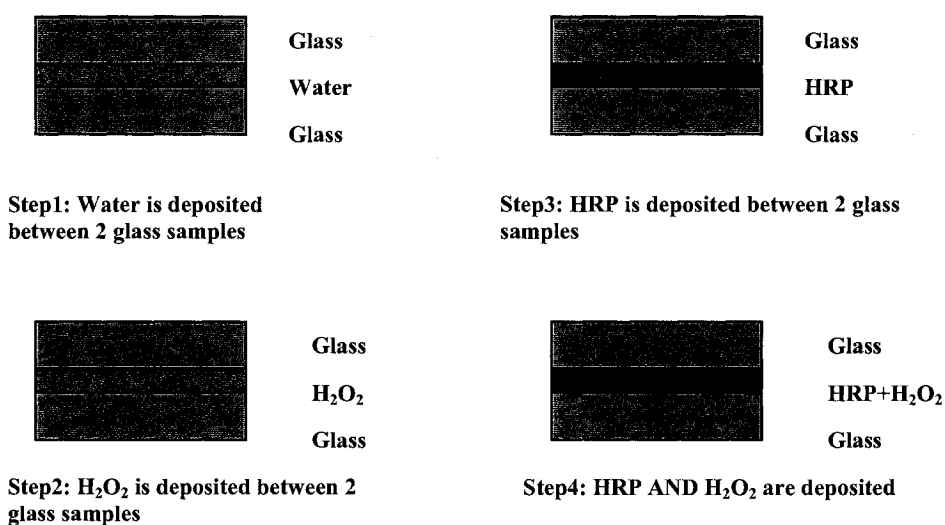 Glass
Water
Glass
Step1: Water is deposited
between 2 glass samples
Glass
HRP
Glass
Step3: HRP is deposited between 2 glass
samples
Glass
H₂O₂
Glass
Step2: H₂O₂ is deposited between 2
glass samples
Glass
HRP+H₂O₂
Glass
Step4: HRP AND H₂O₂ are deposited